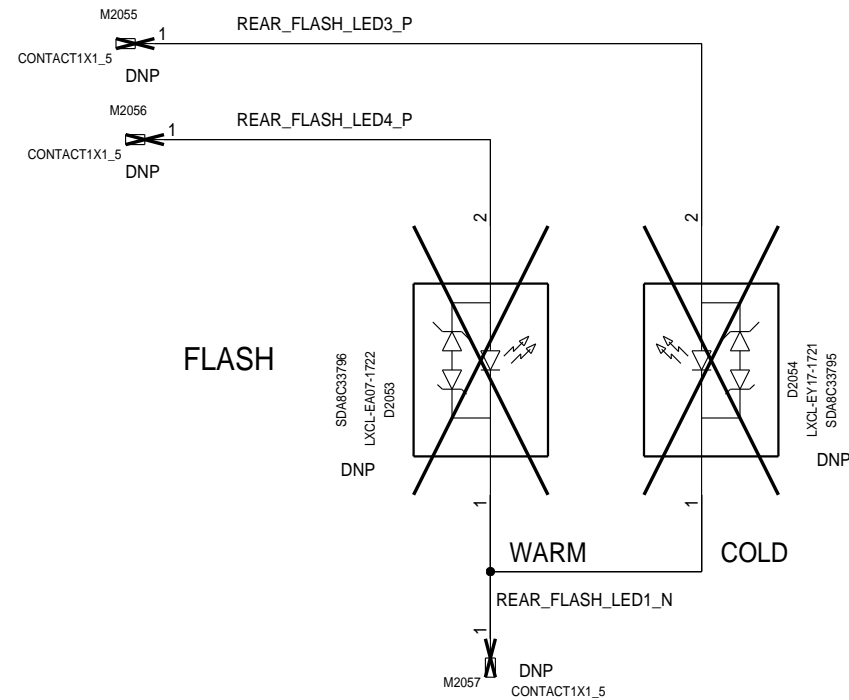 M2055
1
REAR_FLASH_LED3_P
CONTACT1X1_5
DNP
M2056
1
REAR_FLASH_LED4_P
CONTACT1X1_5
DNP
2
2
FLASH
SDA8C33796
LXCL-EA07-1722
D2053
DNP
D2054
LXCL-EY17-1721
SDA8C33795
DNP
1
1
WARM
COLD
REAR_FLASH_LED1_N
1
M2057
DNP
CONTACT1X1_5